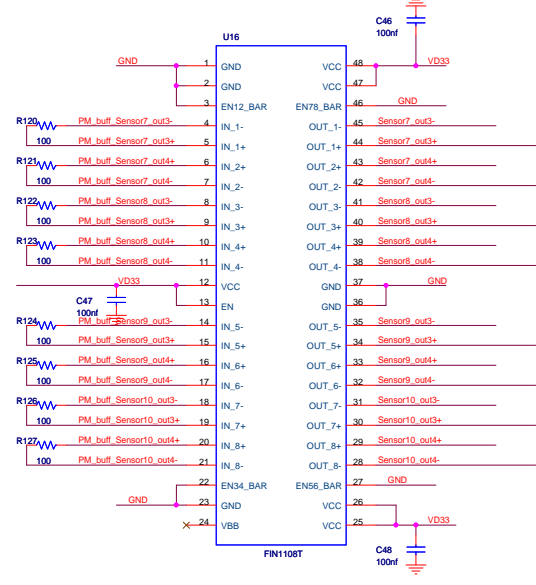 C46
100nf
U16
GND 1 GND VCC 48 VD33
2 GND VCC 47
3 EN12_BAR EN78_BAR 46 GND
R120 PM_buff_Sensor7_out3- 4 IN_1- OUT_1- 45 Sensor7_out3-
100 PM_buff_Sensor7_out3+ 5 IN_1+ OUT_1+ 44 Sensor7_out3+
R121 PM_buff_Sensor7_out4+ 6 IN_2+ OUT_2+ 43 Sensor7_out4+
100 PM_buff_Sensor7_out4- 7 IN_2- OUT_2- 42 Sensor7_out4-
R122 PM_buff_Sensor8_out3- 8 IN_3- OUT_3- 41 Sensor8_out3-
100 PM_buff_Sensor8_out3+ 9 IN_3+ OUT_3+ 40 Sensor8_out3+
R123 PM_buff_Sensor8_out4+ 10 IN_4+ OUT_4+ 39 Sensor8_out4+
100 PM_buff_Sensor8_out4- 11 IN_4- OUT_4- 38 Sensor8_out4-
VD33 12 VCC GND 37 GND
C47 13 EN GND 36
100nf
R124 PM_buff_Sensor9_out3- 14 IN_5- OUT_5- 35 Sensor9_out3-
100 PM_buff_Sensor9_out3+ 15 IN_5+ OUT_5+ 34 Sensor9_out3+
R125 PM_buff_Sensor9_out4+ 16 IN_6+ OUT_6+ 33 Sensor9_out4+
100 PM_buff_Sensor9_out4- 17 IN_6- OUT_6- 32 Sensor9_out4-
R126 PM_buff_Sensor10_out3- 18 IN_7- OUT_7- 31 Sensor10_out3-
100 PM_buff_Sensor10_out3+ 19 IN_7+ OUT_7+ 30 Sensor10_out3+
R127 PM_buff_Sensor10_out4+ 20 IN_8+ OUT_8+ 29 Sensor10_out4+
100 PM_buff_Sensor10_out4- 21 IN_8- OUT_8- 28 Sensor10_out4-
22 EN34_BAR EN56_BAR 27 GND
GND 23 GND VCC 26
24 VBB VCC 25 VD33
FIN1108T
C48
100nf